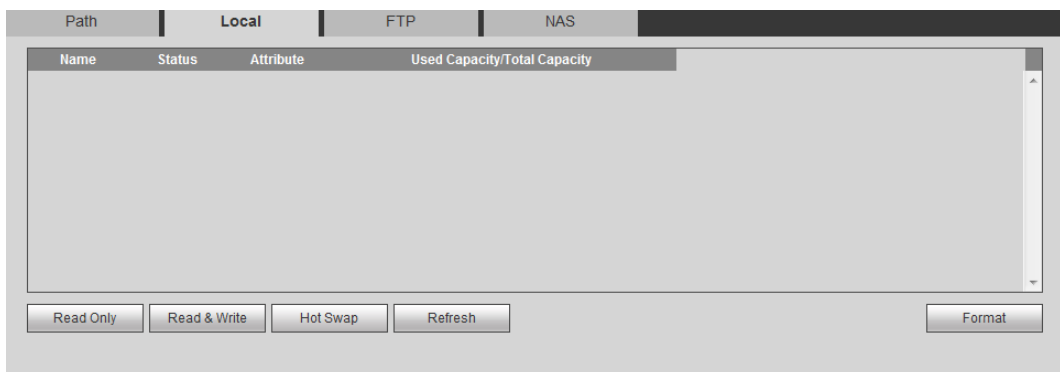 Path Local FTP NAS
Name Status Attribute Used Capacity/Total Capacity
Read Only Read & Write Hot Swap Refresh Format